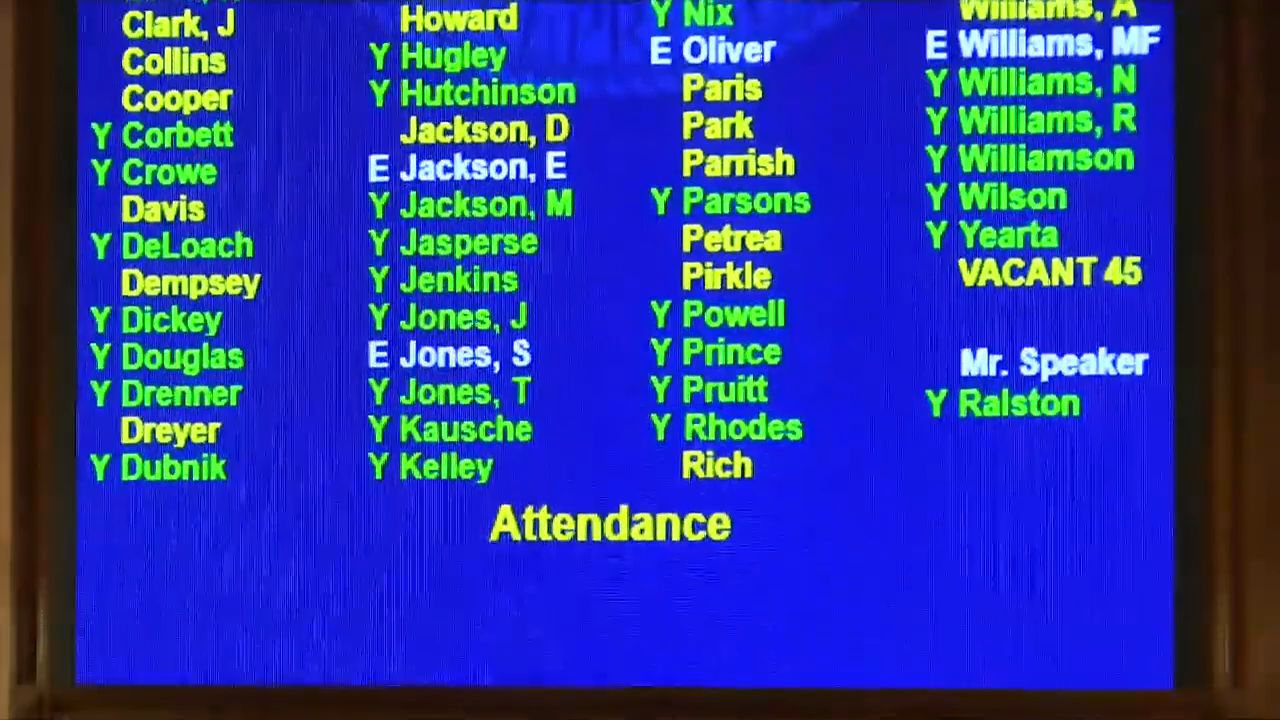 Clark, J
Collins
Cooper
Y Corbett
Y Crowe
Davis
Y DeLoach
Dempsey
Y Dickey
Y Douglas
Y Drenner
Dreyer
Y Dubnik
Howard
Y Hugley
Y Hutchinson
Jackson, D
E Jackson, E
Y Jackson, M
Y Jasperse
Y Jenkins
Y Jones, J
E Jones, S
Y Jones, T
Y Kausche
Y Kelley
Y Nix
E Oliver
Paris
Park
Parrish
Y Parsons
Petrea
Pirkle
Y Powell
Y Prince
Y Pruitt
Y Rhodes
Rich
Williams, A
E Williams, MF
Y Williams, N
Y Williams, R
Y Williamson
Y Wilson
Y Yearta
VACANT 45
Mr. Speaker
Y Ralston
Attendance